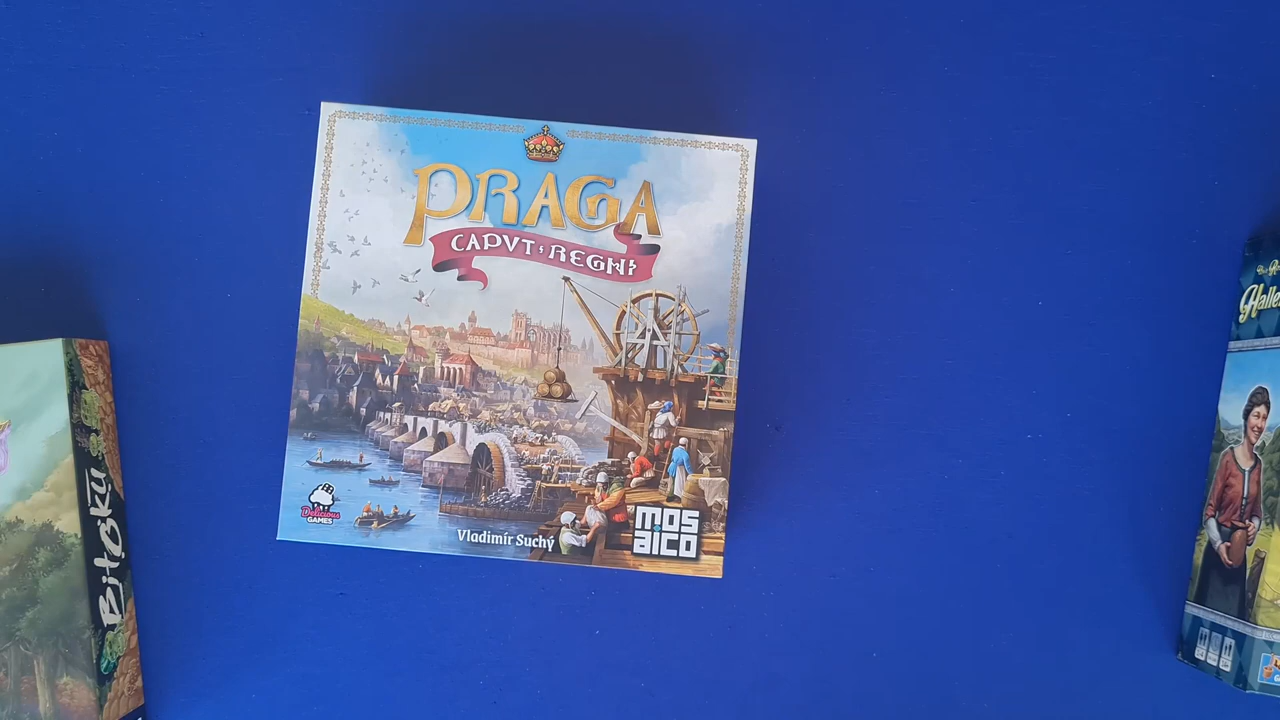 PRAGA
CAPVT REGNI
Delicious
GAMES
Vladimír Suchý
MOS
AICO
Bitoku